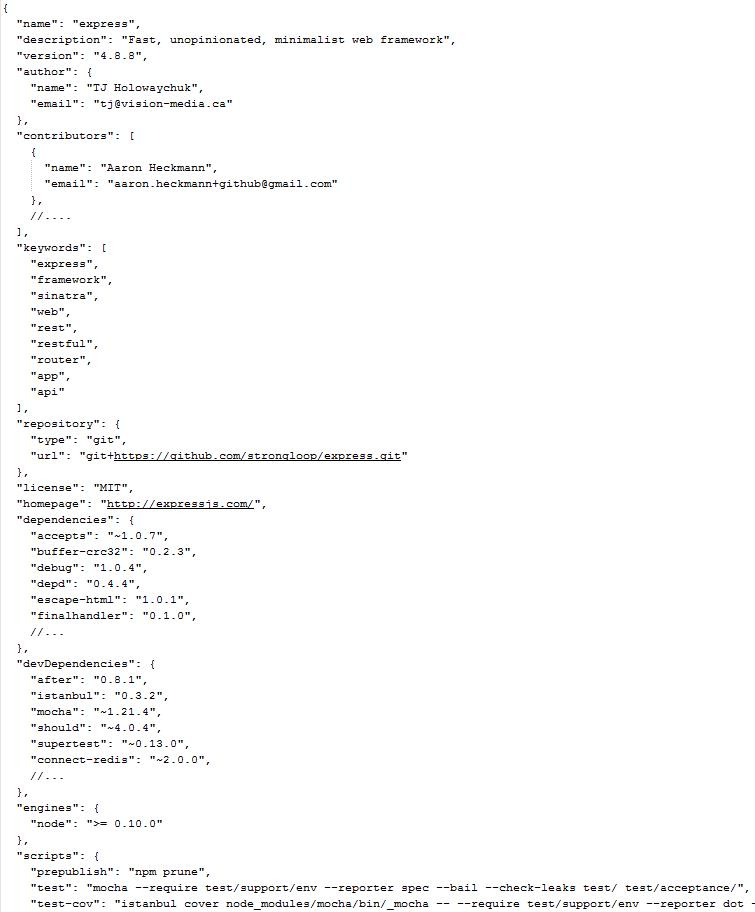 {
  "name": "express",
  "description": "Fast, unopinionated, minimalist web framework",
  "version": "4.8.8",
  "author": {
    "name": "TJ Holowaychuk",
    "email": "tj@vision-media.ca"
  },
  "contributors": [
    {
      "name": "Aaron Heckmann",
      "email": "aaron.heckmann+github@gmail.com"
    },
    //....
  ],
  "keywords": [
    "express",
    "framework",
    "sinatra",
    "web",
    "rest",
    "restful",
    "router",
    "app",
    "api"
  ],
  "repository": {
    "type": "git",
    "url": "git+https://github.com/strongloop/express.git"
  },
  "license": "MIT",
  "homepage": "http://expressjs.com/",
  "dependencies": {
    "accepts": "~1.0.7",
    "buffer-crc32": "0.2.3",
    "debug": "1.0.4",
    "depd": "0.4.4",
    "escape-html": "1.0.1",
    "finalhandler": "0.1.0",
    //...
  },
  "devDependencies": {
    "after": "0.8.1",
    "istanbul": "0.3.2",
    "mocha": "~1.21.4",
    "should": "~4.0.4",
    "supertest": "~0.13.0",
    "connect-redis": "~2.0.0",
    //...
  },
  "engines": {
    "node": ">= 0.10.0"
  },
  "scripts": {
    "prepublish": "npm prune",
    "test": "mocha --require test/support/env --reporter spec --bail --check-leaks test/ test/acceptance/",
    "test-cov": "istanbul cover node_modules/mocha/bin/_mocha -- --require test/support/env --reporter dot -